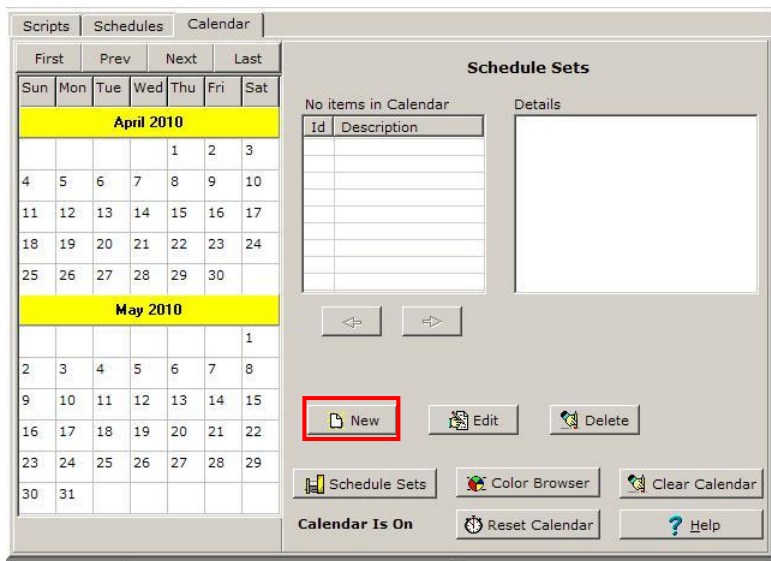 Scripts Schedules Calendar
First Prev Next Last
Sun Mon Tue Wed Thu Fri Sat
April 2010
1 2 3
4 5 6 7 8 9 10
11 12 13 14 15 16 17
18 19 20 21 22 23 24
25 26 27 28 29 30
May 2010
1
2 3 4 5 6 7 8
9 10 11 12 13 14 15
16 17 18 19 20 21 22
23 24 25 26 27 28 29
30 31
Schedule Sets
No items in Calendar
Id Description
Details
New Edit Delete
Schedule Sets Color Browser Clear Calendar
Calendar Is On Reset Calendar Help